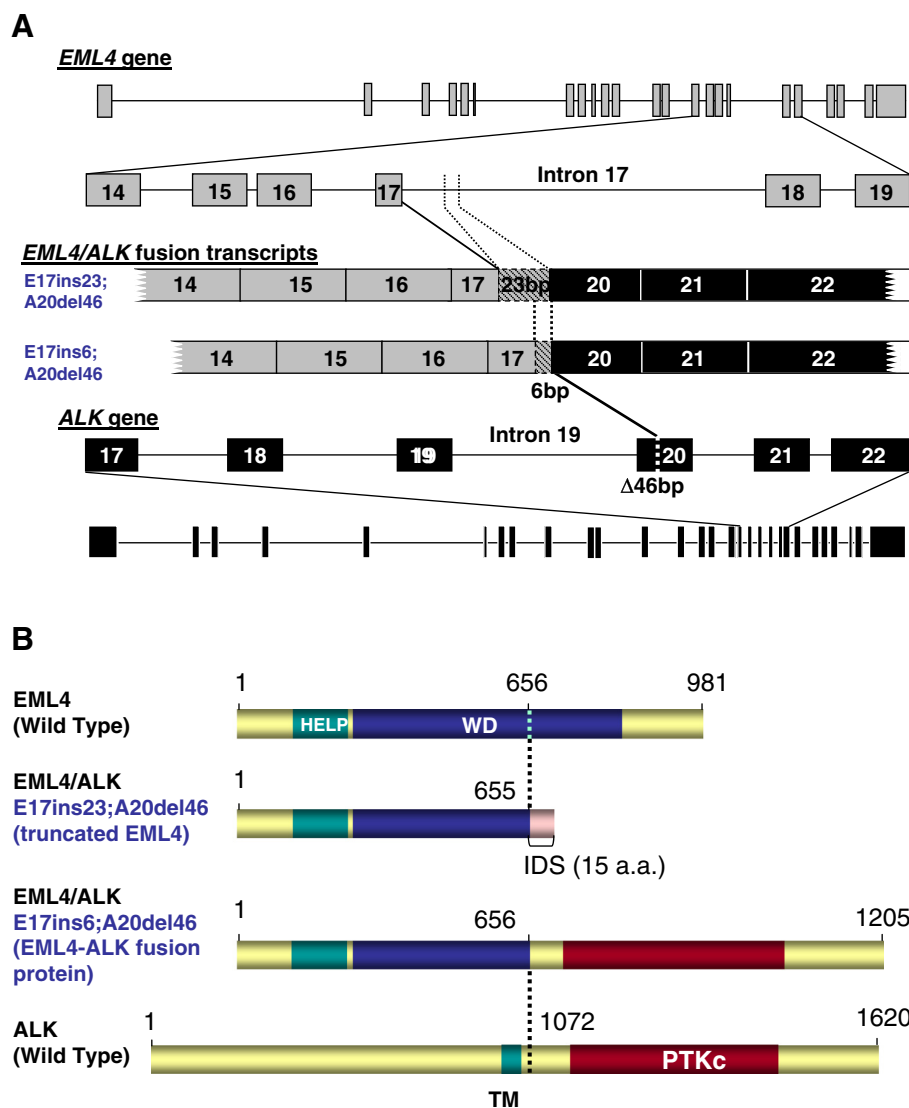 A
EML4 gene
14 15 16 17 Intron 17 18 19
EML4/ALK fusion transcripts
E17ins23;
A20del46
14 15 16 17 23bp 20 21 22
E17ins6;
A20del46
14 15 16 17 20 21 22
6bp
ALK gene
Intron 19
17 18 19 20 21 22
Δ46bp
B
1 656 981
EML4
(Wild Type)
HELP WD
1
EML4/ALK
E17ins23;A20del46
(truncated EML4)
655
IDS (15 a.a.)
EML4/ALK
E17ins6;A20del46
(EML4-ALK fusion
protein)
1 656 1205
ALK
(Wild Type)
1 1072 1620
PTKc
TM